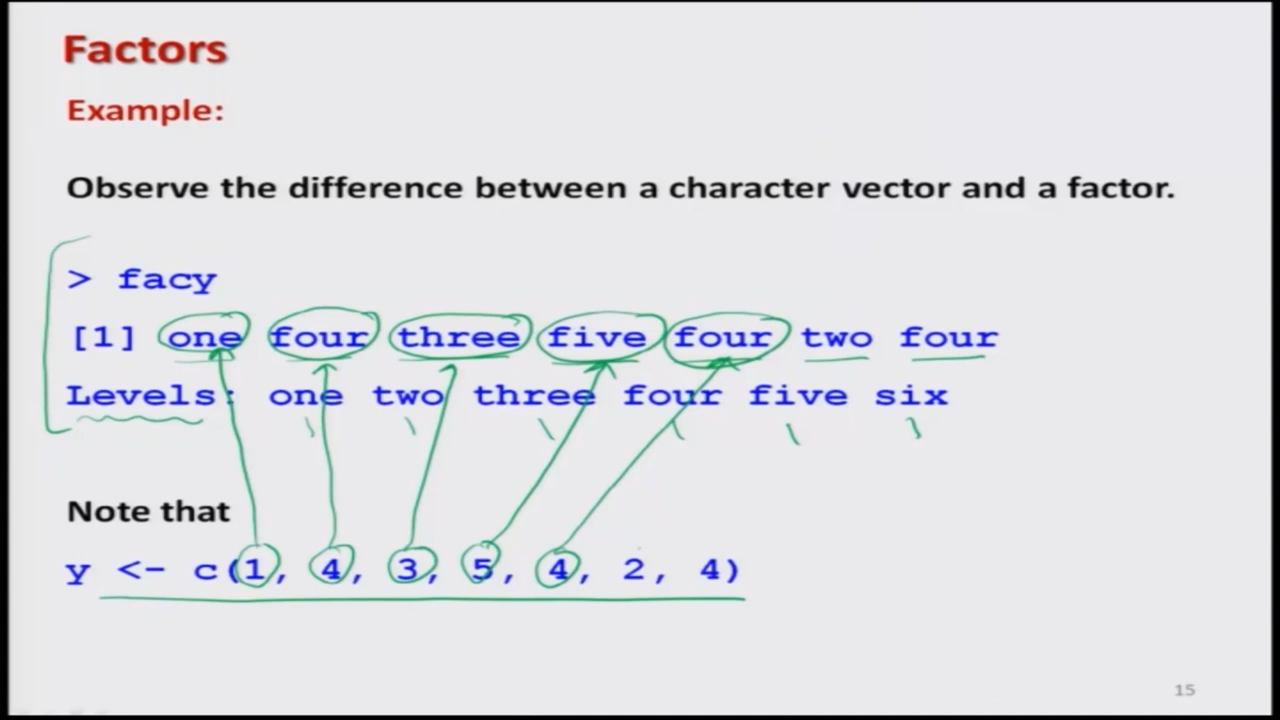 Factors
Example:
Observe the difference between a character vector and a factor.
> facy
[1] one four three five four two four
Levels: one two three four five six
Note that
y <- c(1, 4, 3, 5, 4, 2, 4)
15